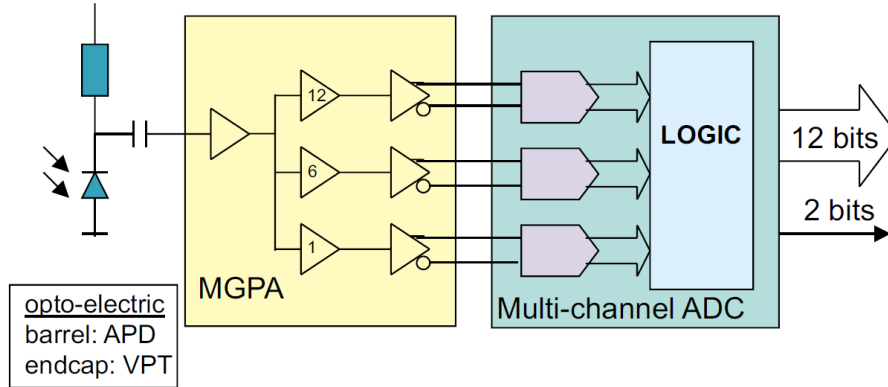 12
6
1
MGPA
LOGIC
Multi-channel ADC
12 bits
2 bits
opto-electric
barrel: APD
endcap: VPT